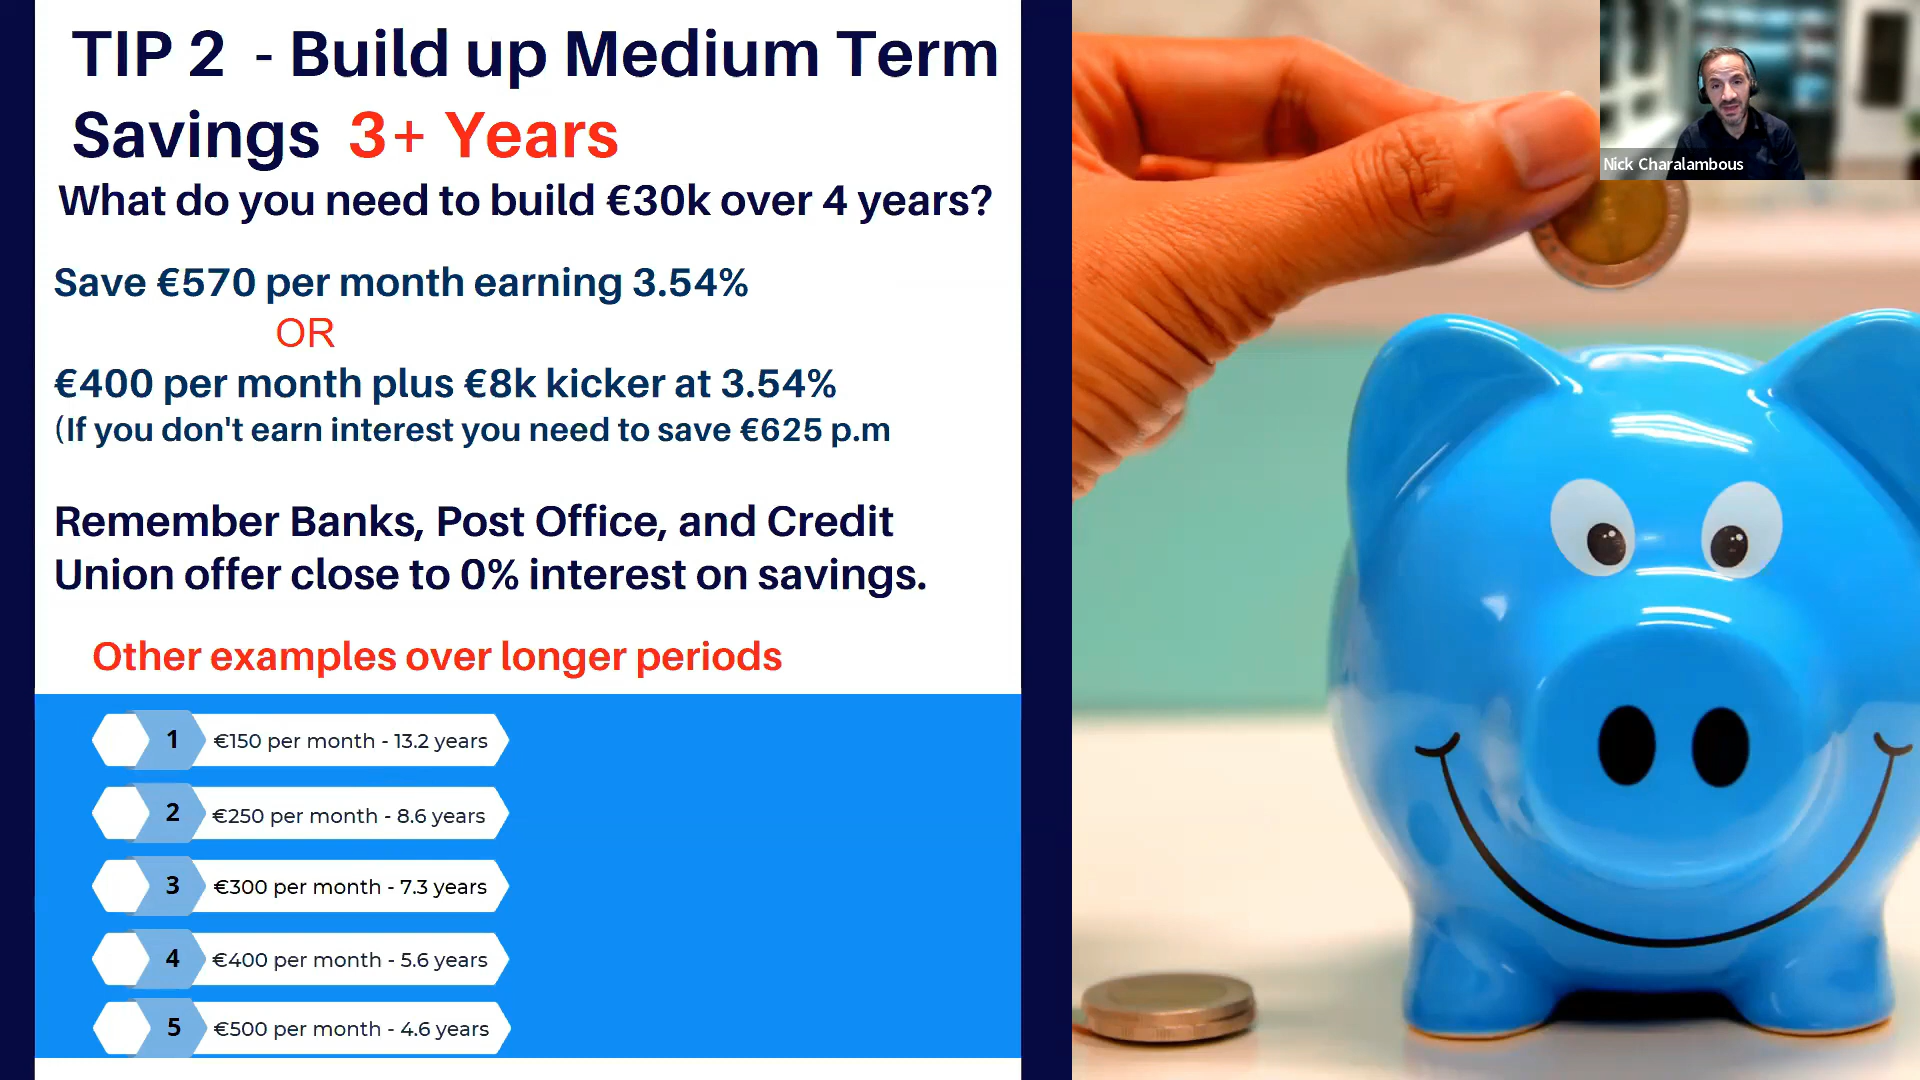 TIP 2 - Build up Medium Term
Savings 3+ Years
What do you need to build €30k over 4 years?
Save €570 per month earning 3.54%
OR
€400 per month plus €8k kicker at 3.54%
(If you don't earn interest you need to save €625 p.m
Remember Banks, Post Office, and Credit
Union offer close to 0% interest on savings.
Other examples over longer periods
1 €150 per month - 13.2 years
2 €250 per month - 8.6 years
3 €300 per month - 7.3 years
4 €400 per month - 5.6 years
5 €500 per month - 4.6 years
Nick Charalambous